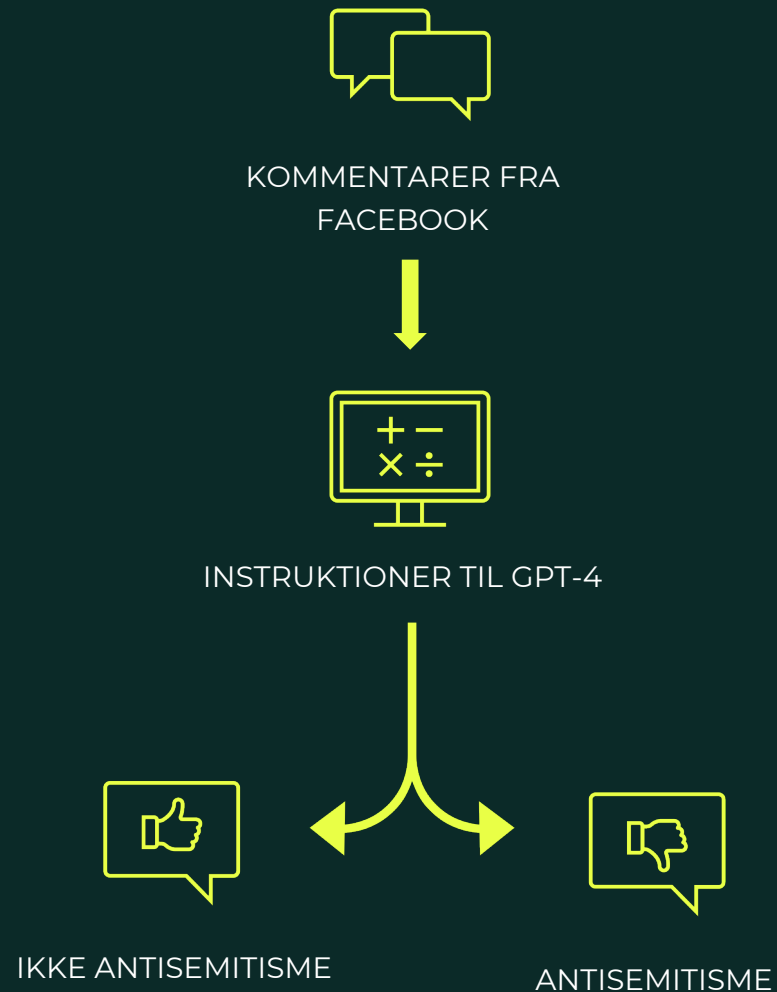 KOMMENTARER FRA
FACEBOOK
+ −
× ÷
INSTRUKTIONER TIL GPT-4
IKKE ANTISEMITISME
ANTISEMITISME